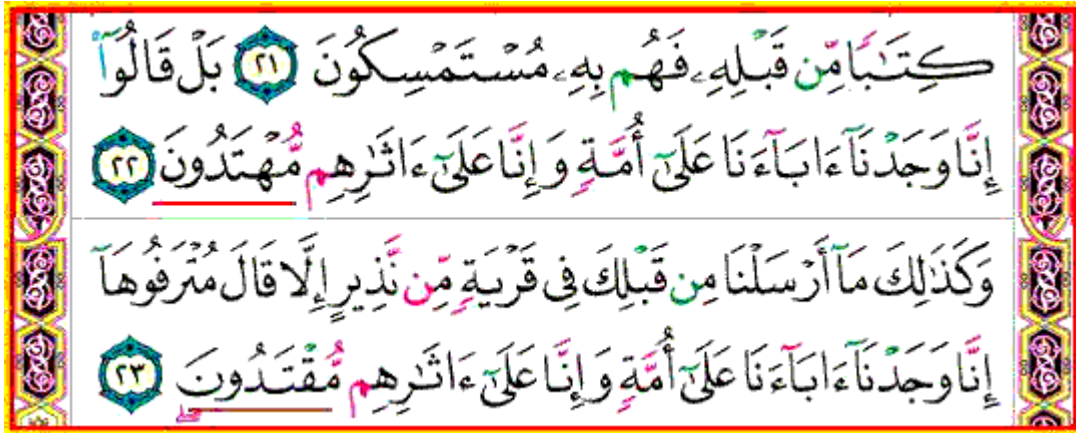 كِتَٰبًا مِّن قَبْلِهِۦ فَهُم بِهِۦ مُسْتَمْسِكُونَ ٢١ بَلْ قَالُوٓا۟
إِنَّا وَجَدْنَآ ءَابَآءَنَا عَلَىٰٓ أُمَّةٍ وَإِنَّا عَلَىٰٓ ءَاثَٰرِهِم مُّهْتَدُونَ ٢٢
وَكَذَٰلِكَ مَآ أَرْسَلْنَا مِن قَبْلِكَ فِى قَرْيَةٍ مِّن نَّذِيرٍ إِلَّا قَالَ مُتْرَفُوهَآ
إِنَّا وَجَدْنَآ ءَابَآءَنَا عَلَىٰٓ أُمَّةٍ وَإِنَّا عَلَىٰٓ ءَاثَٰرِهِم مُّقْتَدُونَ ٢٣